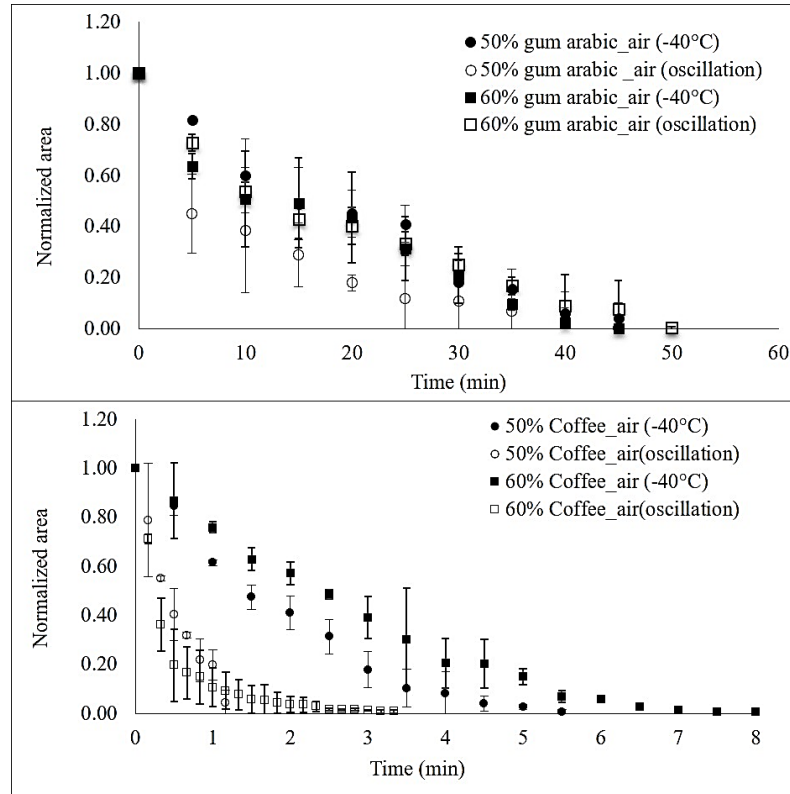 1.20
1.00
0.80
0.60
0.40
0.20
0.00
Normalized area
50% gum arabic_air (-40°C)
50% gum arabic _air (oscillation)
60% gum arabic_air (-40°C)
60% gum arabic_air (oscillation)
0 10 20 30 40 50 60
Time (min)
1.20
1.00
0.80
0.60
0.40
0.20
0.00
Normalized area
50% Coffee_air (-40°C)
50% Coffee_air(oscillation)
60% Coffee_air (-40°C)
60% Coffee_air(oscillation)
0 1 2 3 4 5 6 7 8
Time (min)